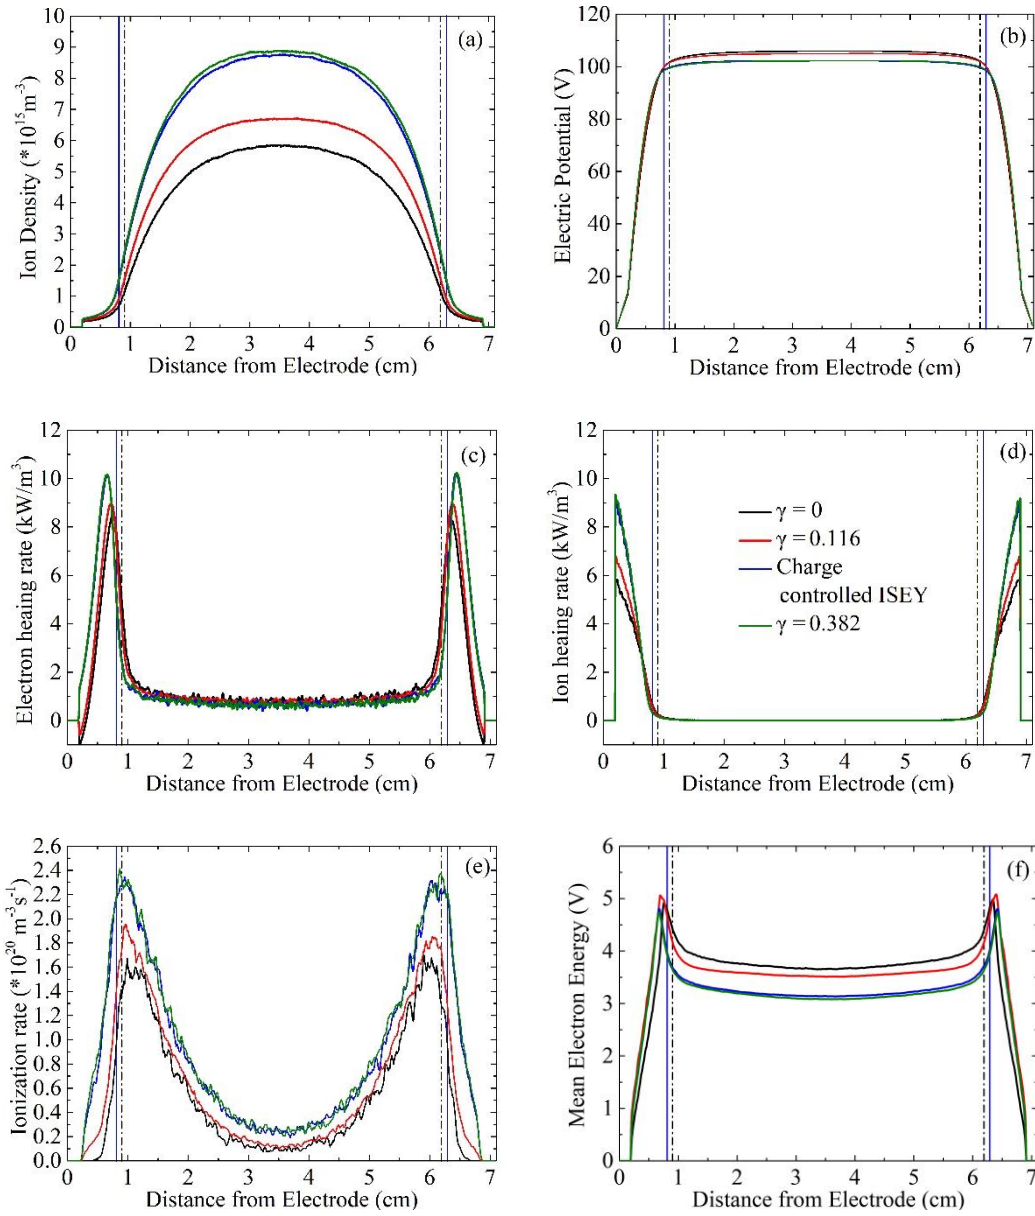 10
9
8
7
6
5
4
3
2
1
0
Ion Density (*10¹⁵m⁻³)
(a)
0 1 2 3 4 5 6 7
Distance from Electrode (cm)
120
100
80
60
40
20
0
Electric Potential (V)
(b)
0 1 2 3 4 5 6 7
Distance from Electrode (cm)
12
10
8
6
4
2
0
Electron heaing rate (kW/m³)
(c)
0 1 2 3 4 5 6 7
Distance from Electrode (cm)
12
10
8
6
4
2
0
Ion heaing rate (kW/m³)
(d)
γ = 0
γ = 0.116
Charge
controlled ISEY
γ = 0.382
0 1 2 3 4 5 6 7
Distance from Electrode (cm)
2.6
2.4
2.2
2.0
1.8
1.6
1.4
1.2
1.0
0.8
0.6
0.4
0.2
0.0
Ionization rate (*10²⁰ m⁻³s⁻¹)
(e)
0 1 2 3 4 5 6 7
Distance from Electrode (cm)
6
5
4
3
2
1
0
Mean Electron Energy (V)
(f)
0 1 2 3 4 5 6 7
Distance from Electrode (cm)